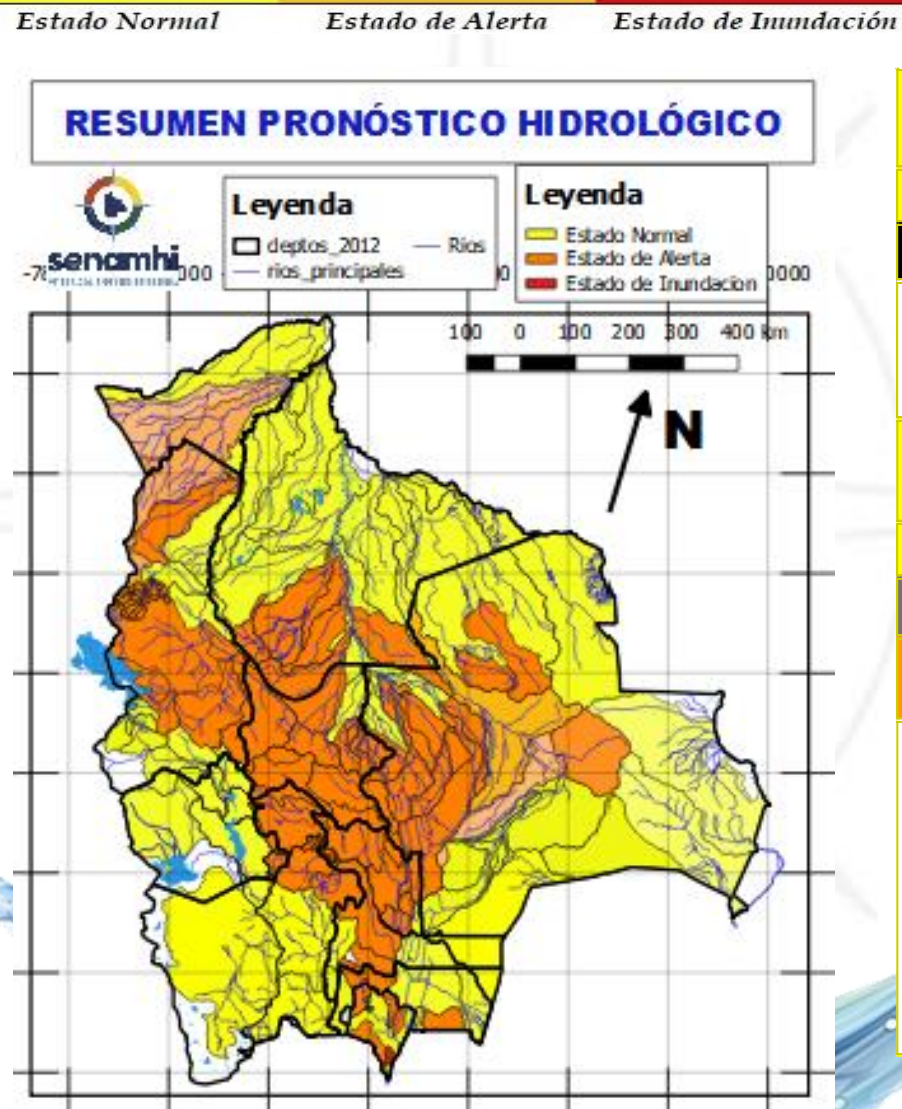 Estado Normal Estado de Alerta Estado de Inundación
RESUMEN PRONÓSTICO HIDROLÓGICO
senamhi
Leyenda
deptos_2012 Rios
rios_principales
Leyenda
Estado Normal
Estado de Alerta
Estado de Inundacion
100 0 100 200 300 400 km
N